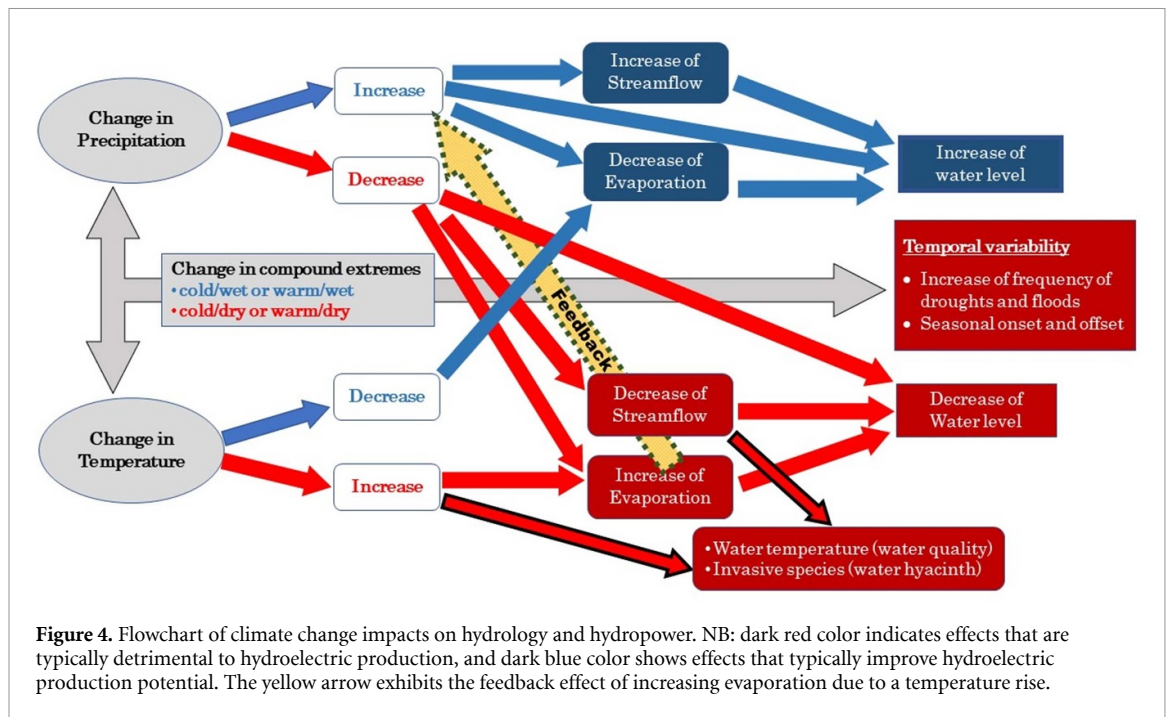 Change in
Precipitation
Increase
Decrease
Increase of
Streamflow
Decrease of
Evaporation
Increase of
water level
Change in compound extremes
•cold/wet or warm/wet
•cold/dry or warm/dry
Feedback
Temporal variability
• Increase of frequency of
droughts and floods
• Seasonal onset and offset
Change in
Temperature
Decrease
Increase
Decrease of
Streamflow
Increase of
Evaporation
Decrease of
Water level
•Water temperature (water quality)
•Invasive species (water hyacinth)
Figure 4. Flowchart of climate change impacts on hydrology and hydropower. NB: dark red color indicates effects that are
typically detrimental to hydroelectric production, and dark blue color shows effects that typically improve hydroelectric
production potential. The yellow arrow exhibits the feedback effect of increasing evaporation due to a temperature rise.